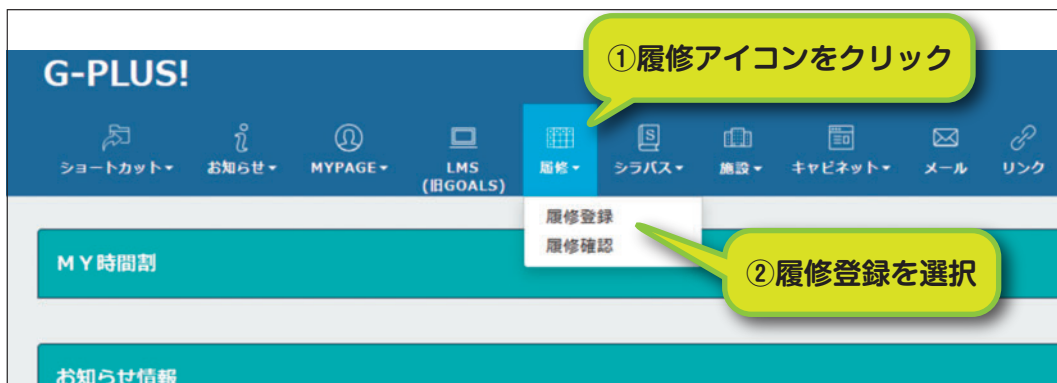 ①履修アイコンをクリック
G-PLUS!
ショートカット▾
お知らせ▾
MYPAGE▾
LMS
(旧GOALS)
履修▾
シラバス▾
施設▾
キャビネット▾
メール
リンク
履修登録
履修確認
ＭＹ時間割
②履修登録を選択
お知らせ情報